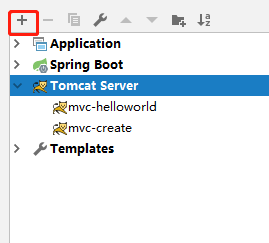 Application
Spring Boot
Tomcat Server
mvc-helloworld
mvc-create
Templates